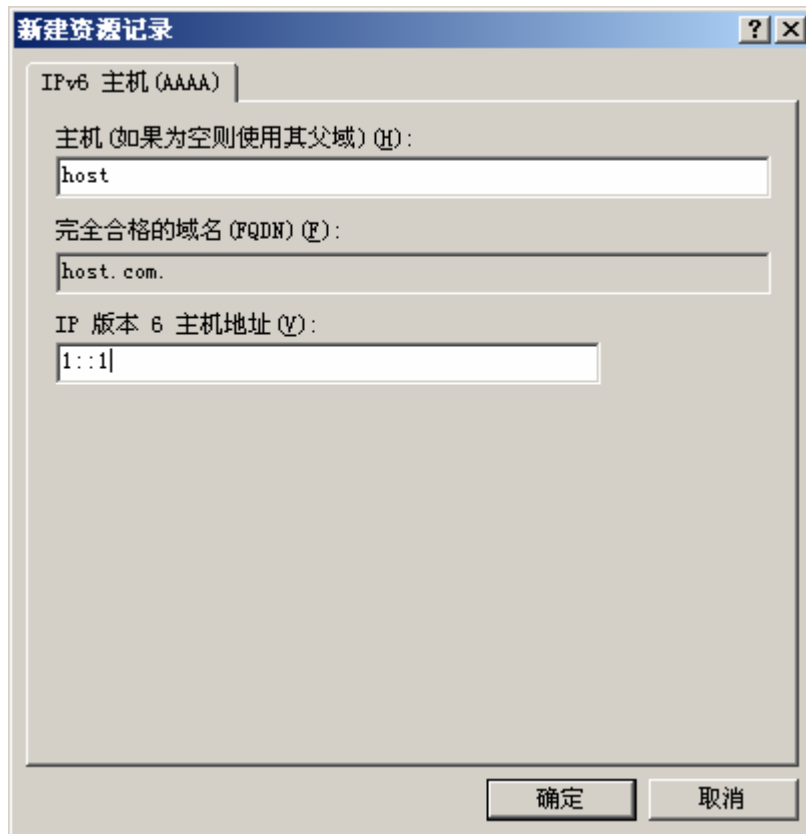 新建资源记录
IPv6 主机(AAAA)
主机(如果为空则使用其父域)(H):
host
完全合格的域名(FQDN)(F):
host.com.
IP 版本 6 主机地址(V):
1::1
确定
取消